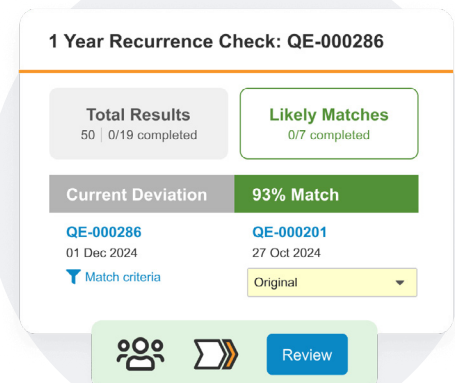 1 Year Recurrence Check: QE-000286
Total Results
50 | 0/19 completed
Likely Matches
0/7 completed
Current Deviation
93% Match
QE-000286
01 Dec 2024
Match criteria
QE-000201
27 Oct 2024
Original
Review